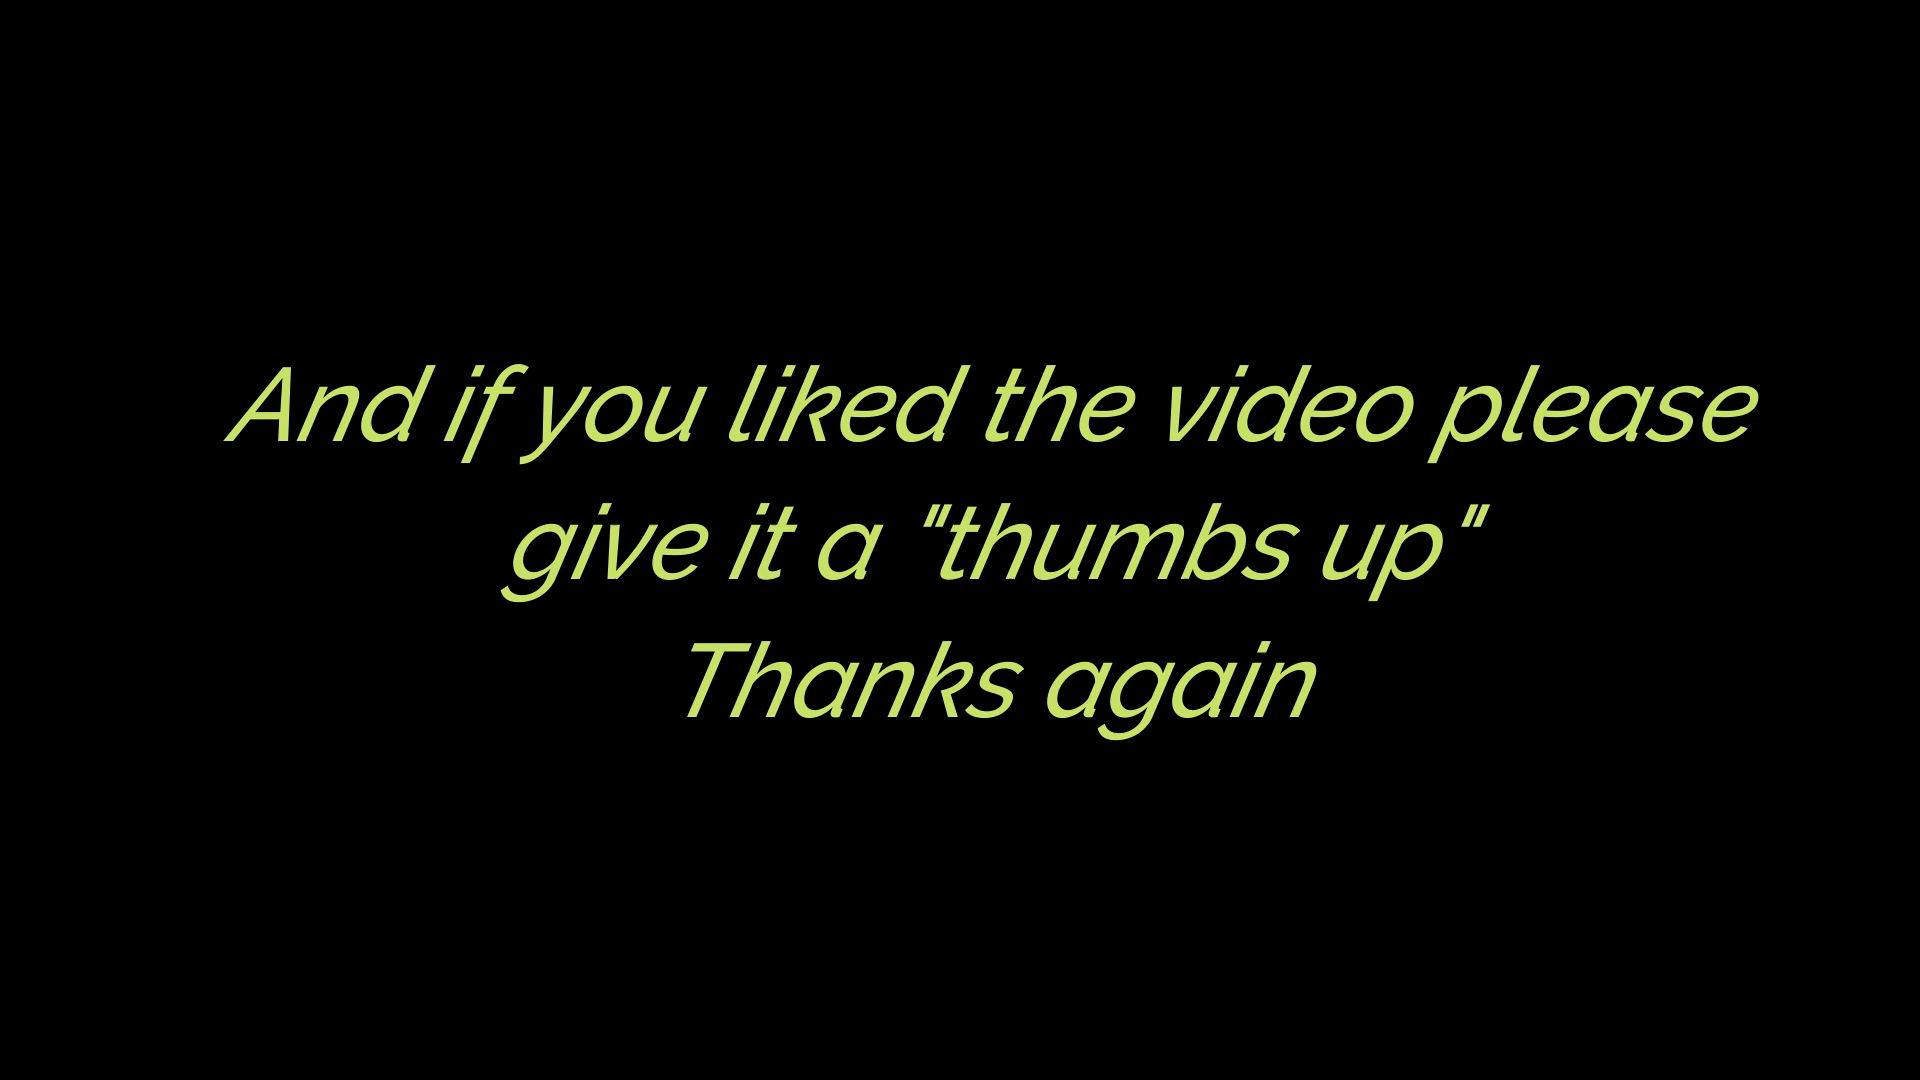 And if you liked the video please
give it a "thumbs up"
Thanks again